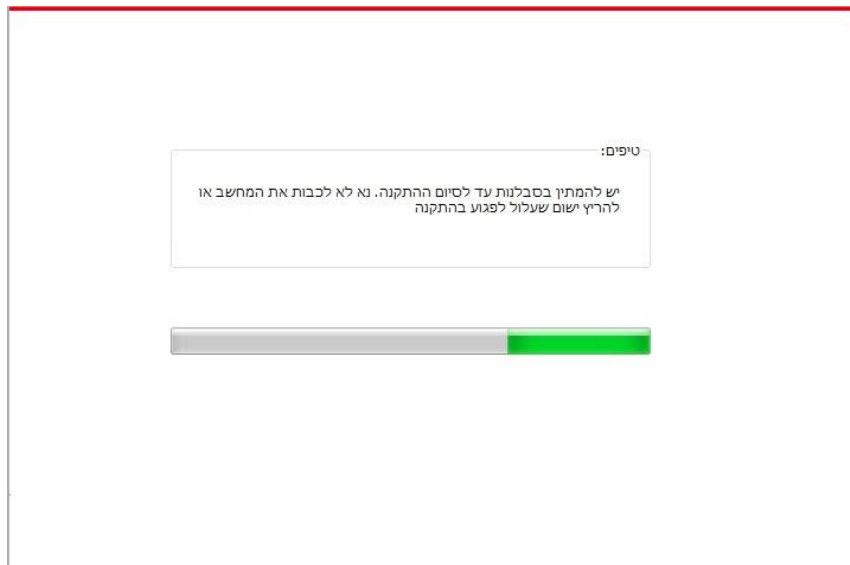 טיפים:
יש להמתין בסבלנות עד לסיום ההתקנה. נא לא לכבות את המחשב או
להריץ ישום שעלול לפגוע בהתקנה